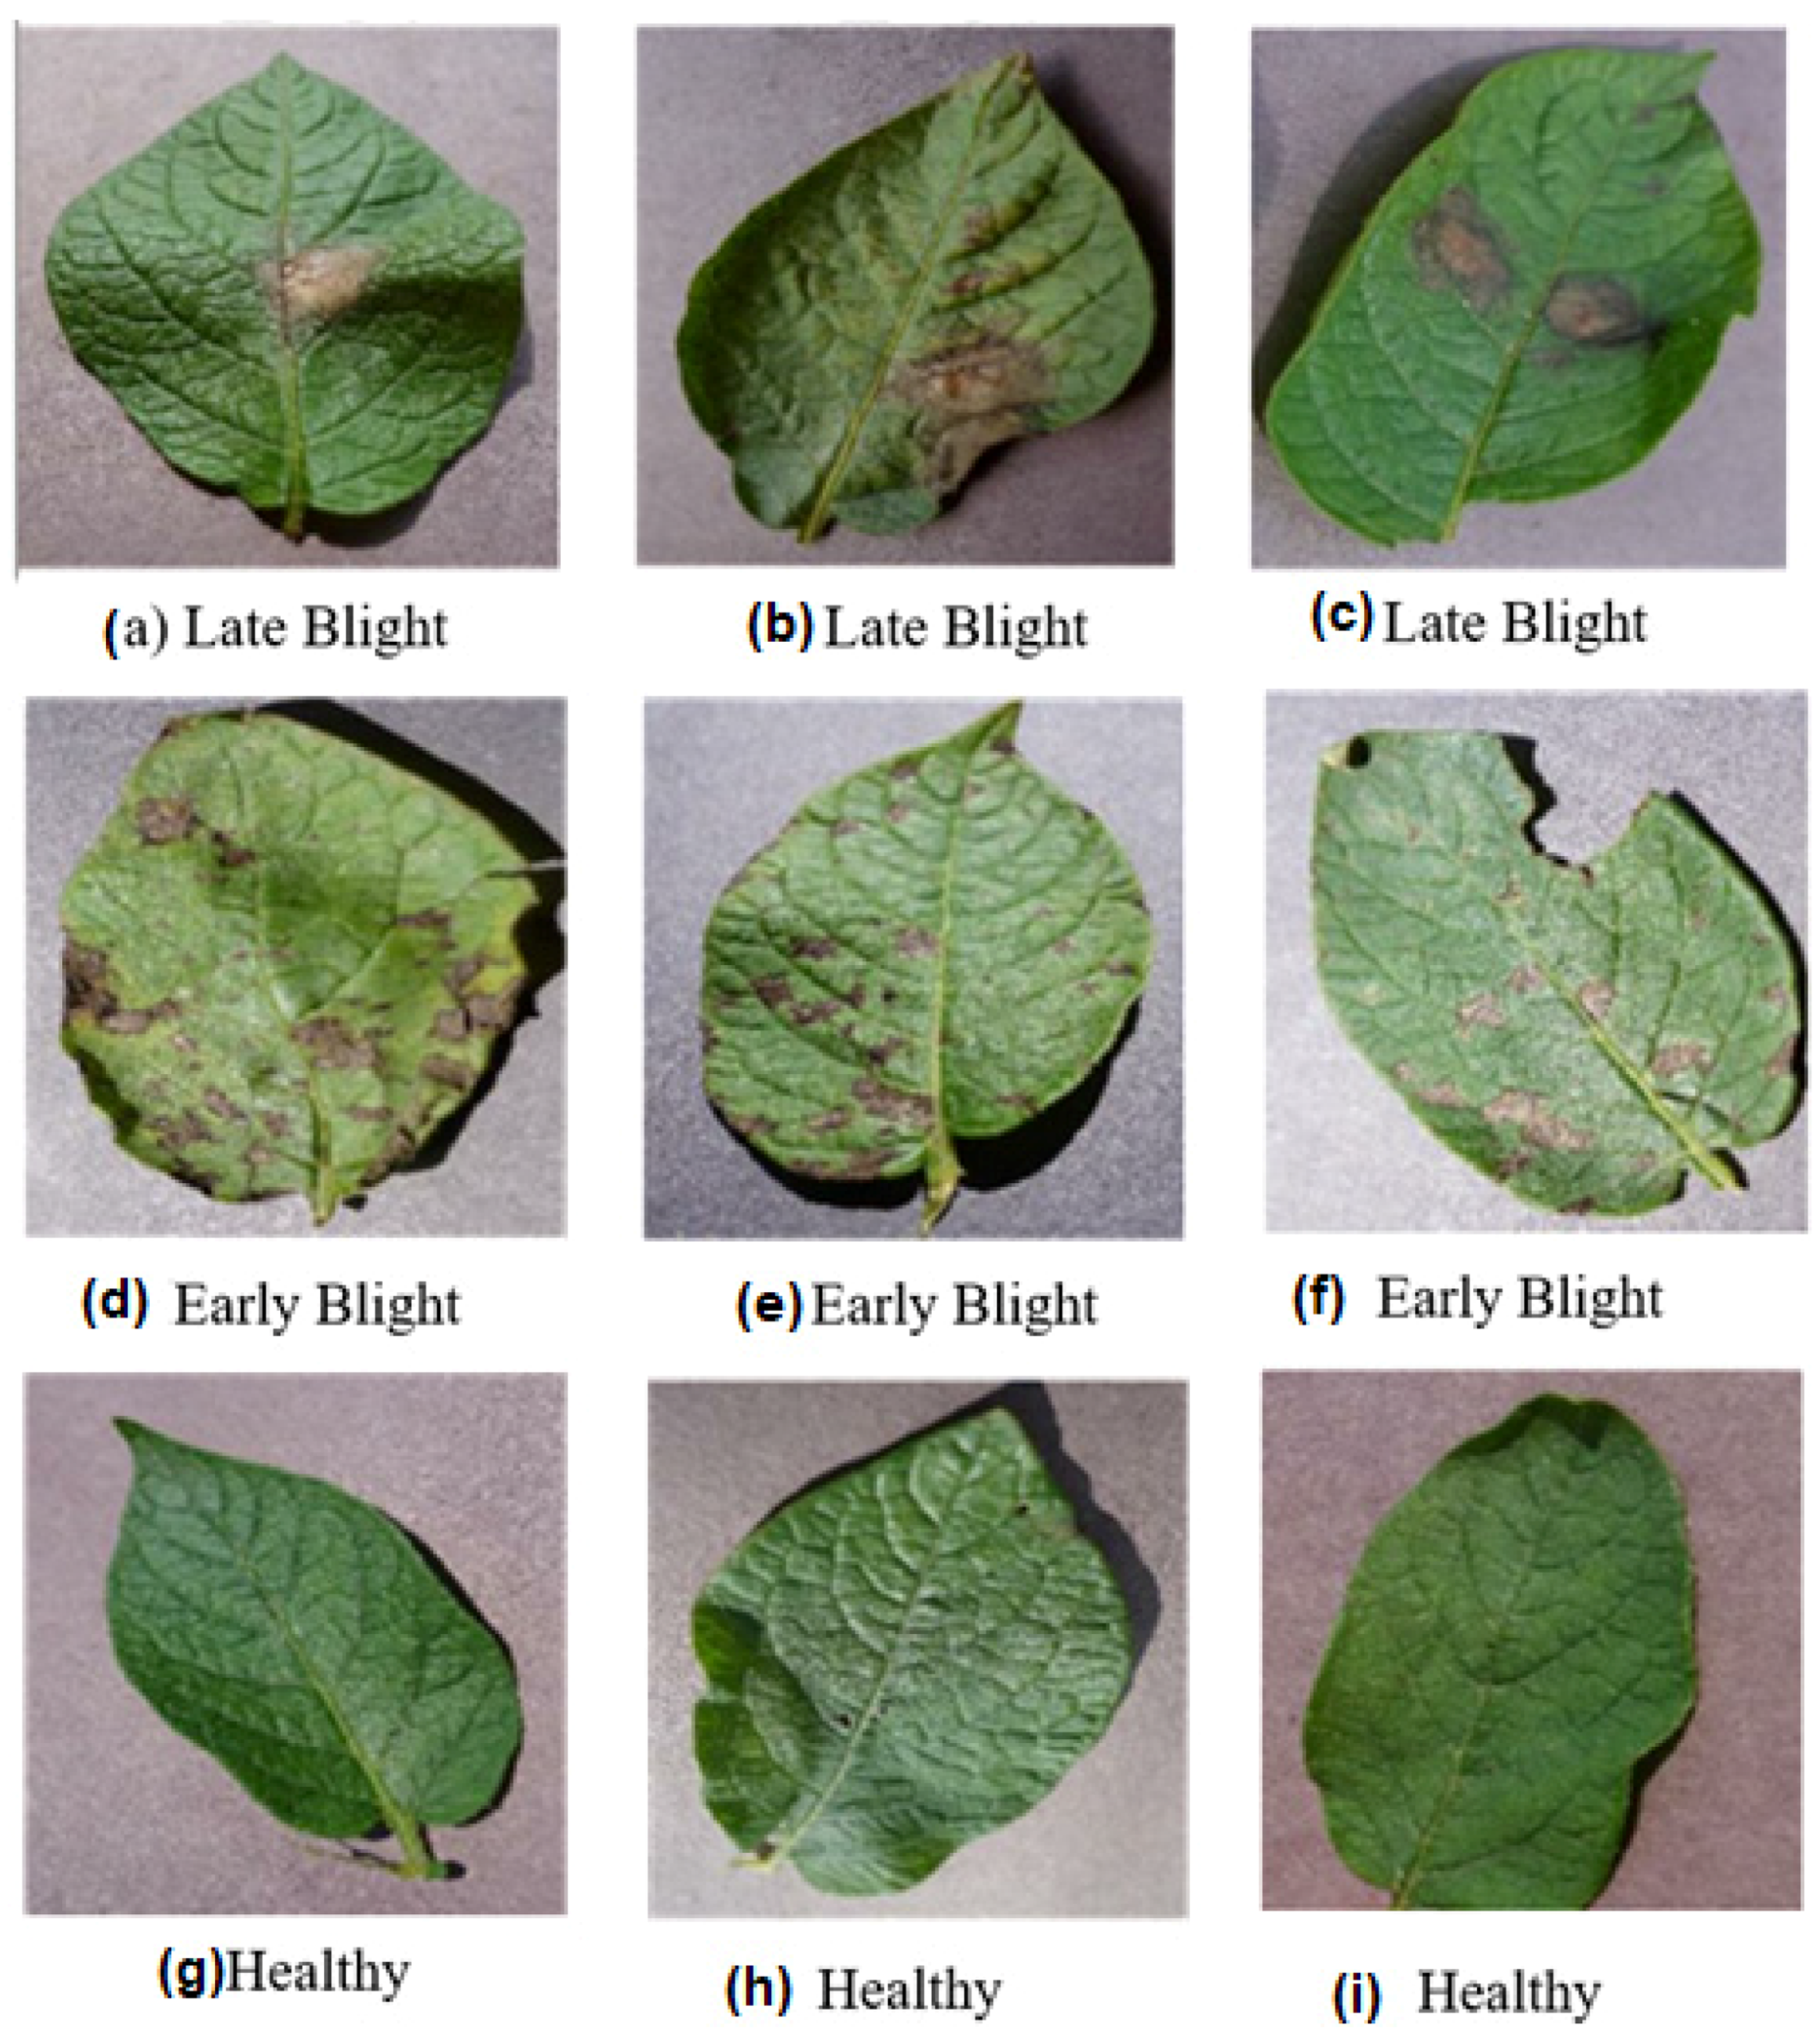 (a) Late Blight
(b) Late Blight
(c) Late Blight
(d) Early Blight
(e) Early Blight
(f) Early Blight
(g)Healthy
(h) Healthy
(i) Healthy